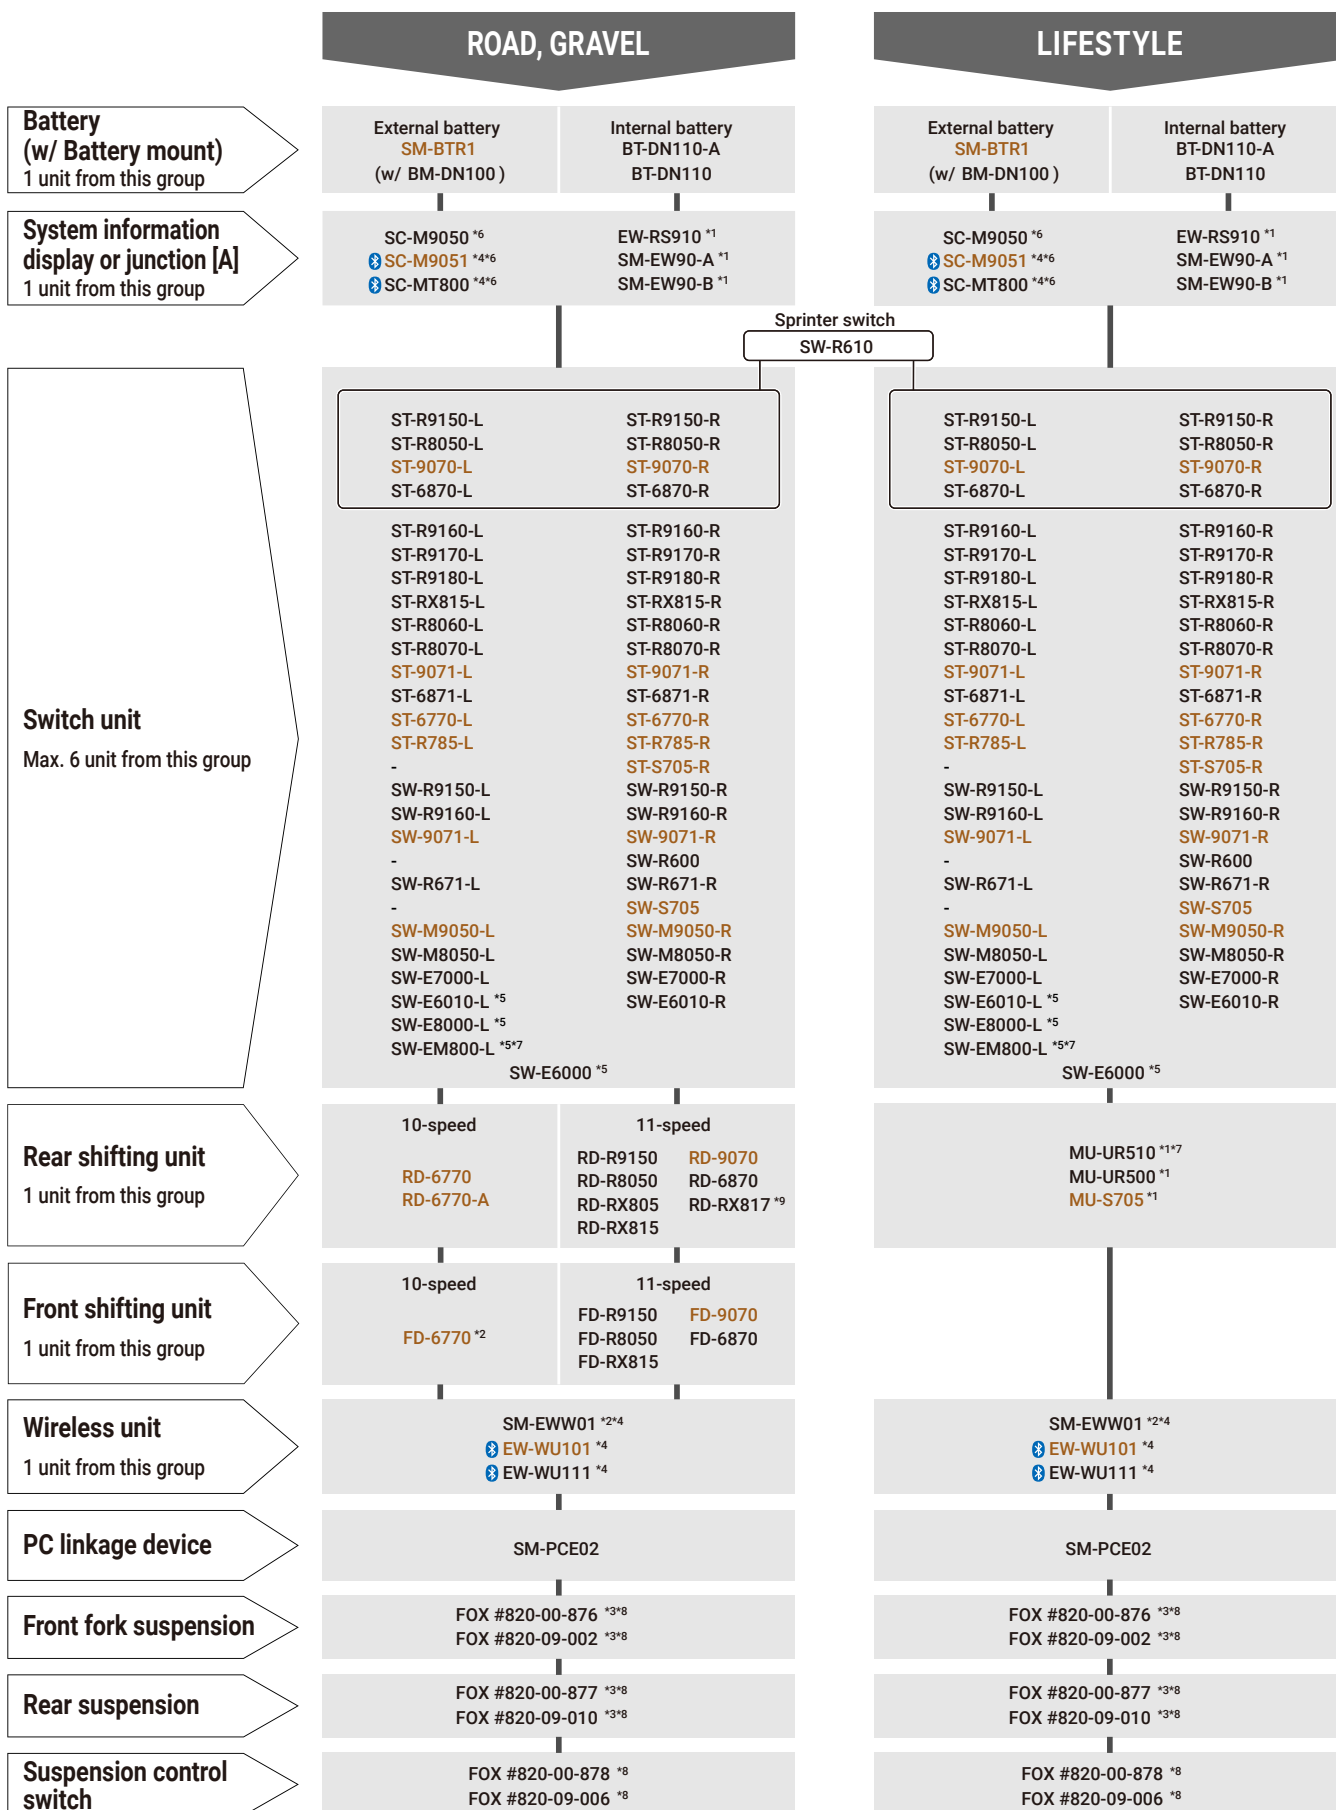 ROAD, GRAVEL
LIFESTYLE
Battery
(w/ Battery mount)
1 unit from this group
External battery
SM-BTR1
(w/ BM-DN100 )
Internal battery
BT-DN110-A
BT-DN110
External battery
SM-BTR1
(w/ BM-DN100 )
Internal battery
BT-DN110-A
BT-DN110
System information
display or junction [A]
1 unit from this group
SC-M9050 *6
SC-M9051 *4*6
SC-MT800 *4*6
EW-RS910 *1
SM-EW90-A *1
SM-EW90-B *1
SC-M9050 *6
SC-M9051 *4*6
SC-MT800 *4*6
EW-RS910 *1
SM-EW90-A *1
SM-EW90-B *1
Sprinter switch
SW-R610
Switch unit
Max. 6 unit from this group
ST-R9150-L ST-R9150-R
ST-R8050-L ST-R8050-R
ST-9070-L ST-9070-R
ST-6870-L ST-6870-R
ST-R9160-L ST-R9160-R
ST-R9170-L ST-R9170-R
ST-R9180-L ST-R9180-R
ST-RX815-L ST-RX815-R
ST-R8060-L ST-R8060-R
ST-R8070-L ST-R8070-R
ST-9071-L ST-9071-R
ST-6871-L ST-6871-R
ST-6770-L ST-6770-R
ST-R785-L ST-R785-R
- ST-S705-R
SW-R9150-L SW-R9150-R
SW-R9160-L SW-R9160-R
SW-9071-L SW-9071-R
- SW-R600
SW-R671-L SW-R671-R
- SW-S705
SW-M9050-L SW-M9050-R
SW-M8050-L SW-M8050-R
SW-E7000-L SW-E7000-R
SW-E6010-L *5 SW-E6010-R
SW-E8000-L *5
SW-EM800-L *5*7
SW-E6000 *5
ST-R9150-L ST-R9150-R
ST-R8050-L ST-R8050-R
ST-9070-L ST-9070-R
ST-6870-L ST-6870-R
ST-R9160-L ST-R9160-R
ST-R9170-L ST-R9170-R
ST-R9180-L ST-R9180-R
ST-RX815-L ST-RX815-R
ST-R8060-L ST-R8060-R
ST-R8070-L ST-R8070-R
ST-9071-L ST-9071-R
ST-6871-L ST-6871-R
ST-6770-L ST-6770-R
ST-R785-L ST-R785-R
- ST-S705-R
SW-R9150-L SW-R9150-R
SW-R9160-L SW-R9160-R
SW-9071-L SW-9071-R
- SW-R600
SW-R671-L SW-R671-R
- SW-S705
SW-M9050-L SW-M9050-R
SW-M8050-L SW-M8050-R
SW-E7000-L SW-E7000-R
SW-E6010-L *5 SW-E6010-R
SW-E8000-L *5
SW-EM800-L *5*7
SW-E6000 *5
Rear shifting unit
1 unit from this group
10-speed
RD-6770
RD-6770-A
11-speed
RD-R9150 RD-9070
RD-R8050 RD-6870
RD-RX805 RD-RX817 *9
RD-RX815
MU-UR510 *1*7
MU-UR500 *1
MU-S705 *1
Front shifting unit
1 unit from this group
10-speed
FD-6770 *2
11-speed
FD-R9150 FD-9070
FD-R8050 FD-6870
FD-RX815
Wireless unit
1 unit from this group
SM-EWW01 *2*4
EW-WU101 *4
EW-WU111 *4
SM-EWW01 *2*4
EW-WU101 *4
EW-WU111 *4
PC linkage device
SM-PCE02
SM-PCE02
Front fork suspension
FOX #820-00-876 *3*8
FOX #820-09-002 *3*8
FOX #820-00-876 *3*8
FOX #820-09-002 *3*8
Rear suspension
FOX #820-00-877 *3*8
FOX #820-09-010 *3*8
FOX #820-00-877 *3*8
FOX #820-09-010 *3*8
Suspension control
switch
FOX #820-00-878 *8
FOX #820-09-006 *8
FOX #820-00-878 *8
FOX #820-09-006 *8